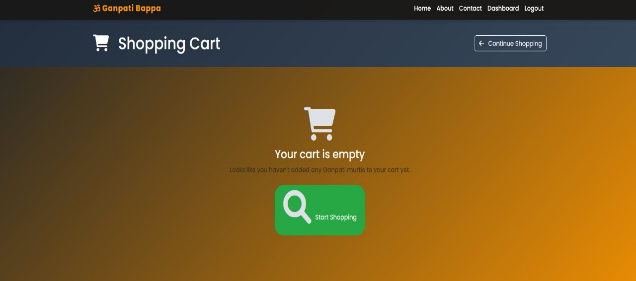 ॐ Ganpati Bappa
Home About Contact Dashboard Logout
Shopping Cart
← Continue Shopping
Your cart is empty
Looks like you haven't added any Ganpati murtis to your cart yet.
Start Shopping